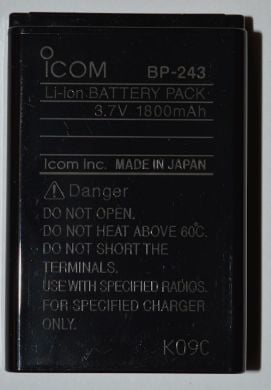 ICOM BP-243
Li-ion BATTERY PACK
3.7V 1800mAh
Icom Inc. MADE IN JAPAN
Danger
DO NOT OPEN.
DO NOT HEAT ABOVE 60℃.
DO NOT SHORT THE
TERMINALS.
USE WITH SPECIFIED RADIOS.
FOR SPECIFIED CHARGER
ONLY.
K09C